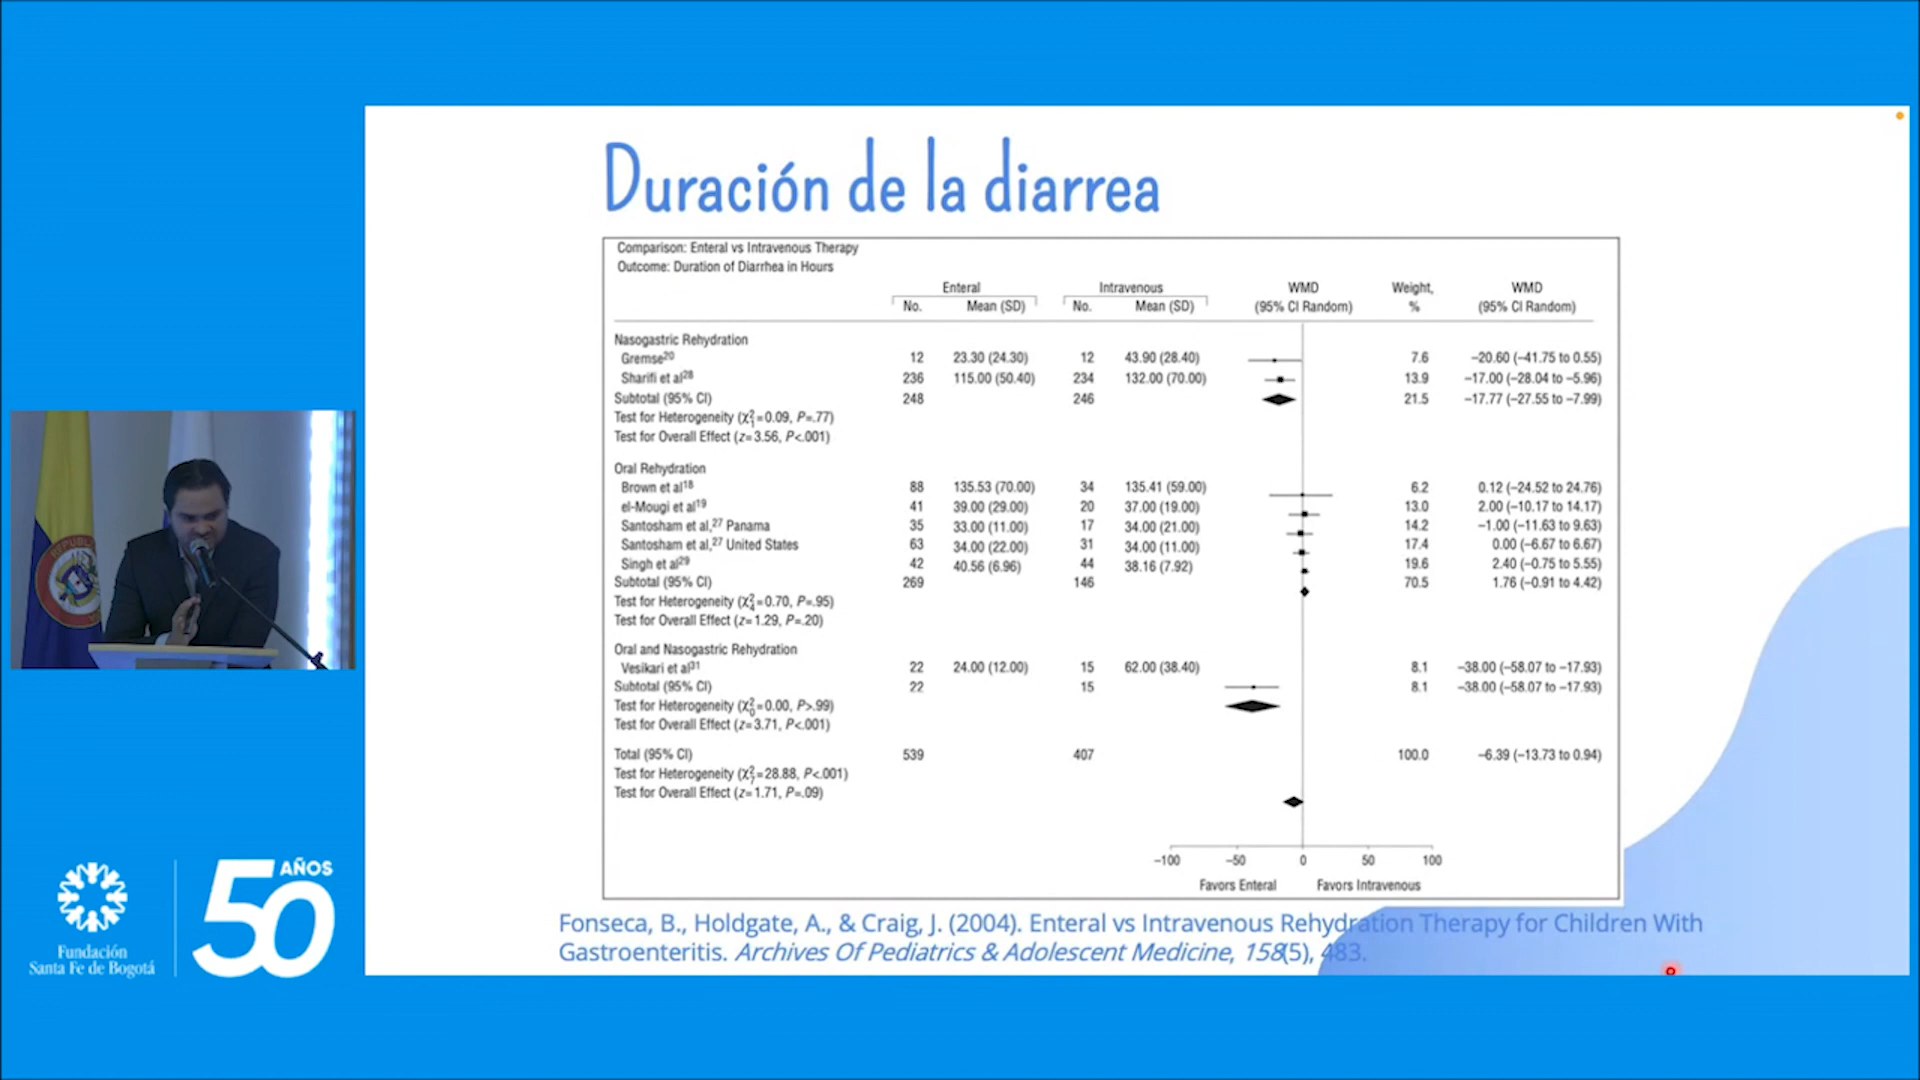 Duración de la diarrea
Comparison: Enteral vs Intravenous Therapy
Outcome: Duration of Diarrhea in Hours
Enteral Intravenous WMD Weight, WMD
No. Mean (SD) No. Mean (SD) (95% CI Random) % (95% CI Random)
Nasogastric Rehydration
Gremse20 12 23.30 (24.30) 12 43.90 (28.40) 7.6 –20.60 (–41.75 to 0.55)
Sharifi et al28 236 115.00 (50.40) 234 132.00 (70.00) 13.9 –17.00 (–28.04 to –5.96)
Subtotal (95% CI) 248 246 21.5 –17.77 (–27.55 to –7.99)
Test for Heterogeneity (χ²₁=0.09, P=.77)
Test for Overall Effect (z=3.56, P<.001)
Oral Rehydration
Brown et al18 88 135.53 (70.00) 34 135.41 (59.00) 6.2 0.12 (–24.52 to 24.76)
el-Mougi et al19 41 39.00 (29.00) 20 37.00 (19.00) 13.0 2.00 (–10.17 to 14.17)
Santosham et al,27 Panama 35 33.00 (11.00) 17 34.00 (21.00) 14.2 –1.00 (–11.63 to 9.63)
Santosham et al,27 United States 63 34.00 (22.00) 31 34.00 (11.00) 17.4 0.00 (–6.67 to 6.67)
Singh et al29 42 40.56 (6.96) 44 38.16 (7.92) 19.6 2.40 (–0.75 to 5.55)
Subtotal (95% CI) 269 146 70.5 1.76 (–0.91 to 4.42)
Test for Heterogeneity (χ²₄=0.70, P=.95)
Test for Overall Effect (z=1.29, P=.20)
Oral and Nasogastric Rehydration
Vesikari et al31 22 24.00 (12.00) 15 62.00 (38.40) 8.1 –38.00 (–58.07 to –17.93)
Subtotal (95% CI) 22 15 8.1 –38.00 (–58.07 to –17.93)
Test for Heterogeneity (χ²₀=0.00, P>.99)
Test for Overall Effect (z=3.71, P<.001)
Total (95% CI) 539 407 100.0 –6.39 (–13.73 to 0.94)
Test for Heterogeneity (χ²₇=28.88, P<.001)
Test for Overall Effect (z=1.71, P=.09)
–100 –50 0 50 100
Favors Enteral Favors Intravenous
Fonseca, B., Holdgate, A., & Craig, J. (2004). Enteral vs Intravenous Rehydration Therapy for Children With
Gastroenteritis. Archives Of Pediatrics & Adolescent Medicine, 158(5), 483.
50 AÑOS
Fundación
Santa Fe de Bogotá